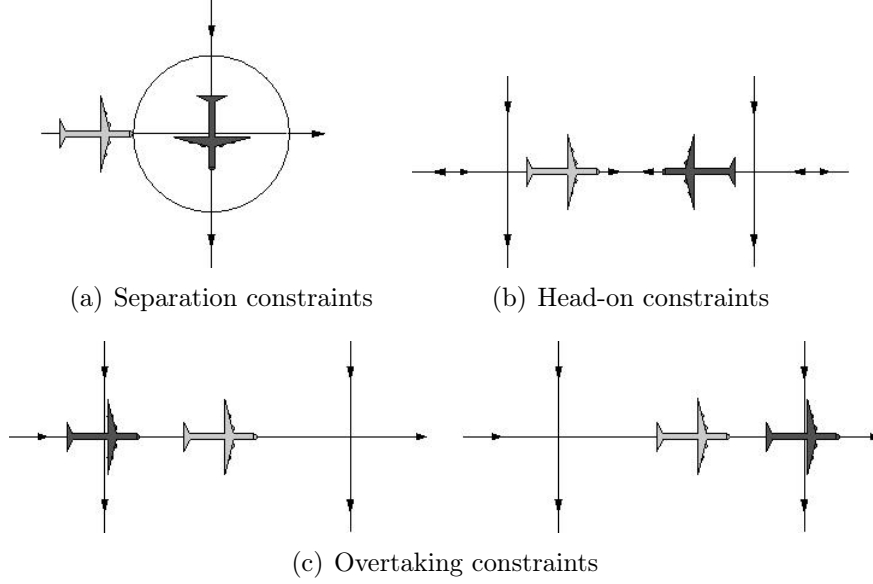 (a) Separation constraints
(b) Head-on constraints
(c) Overtaking constraints